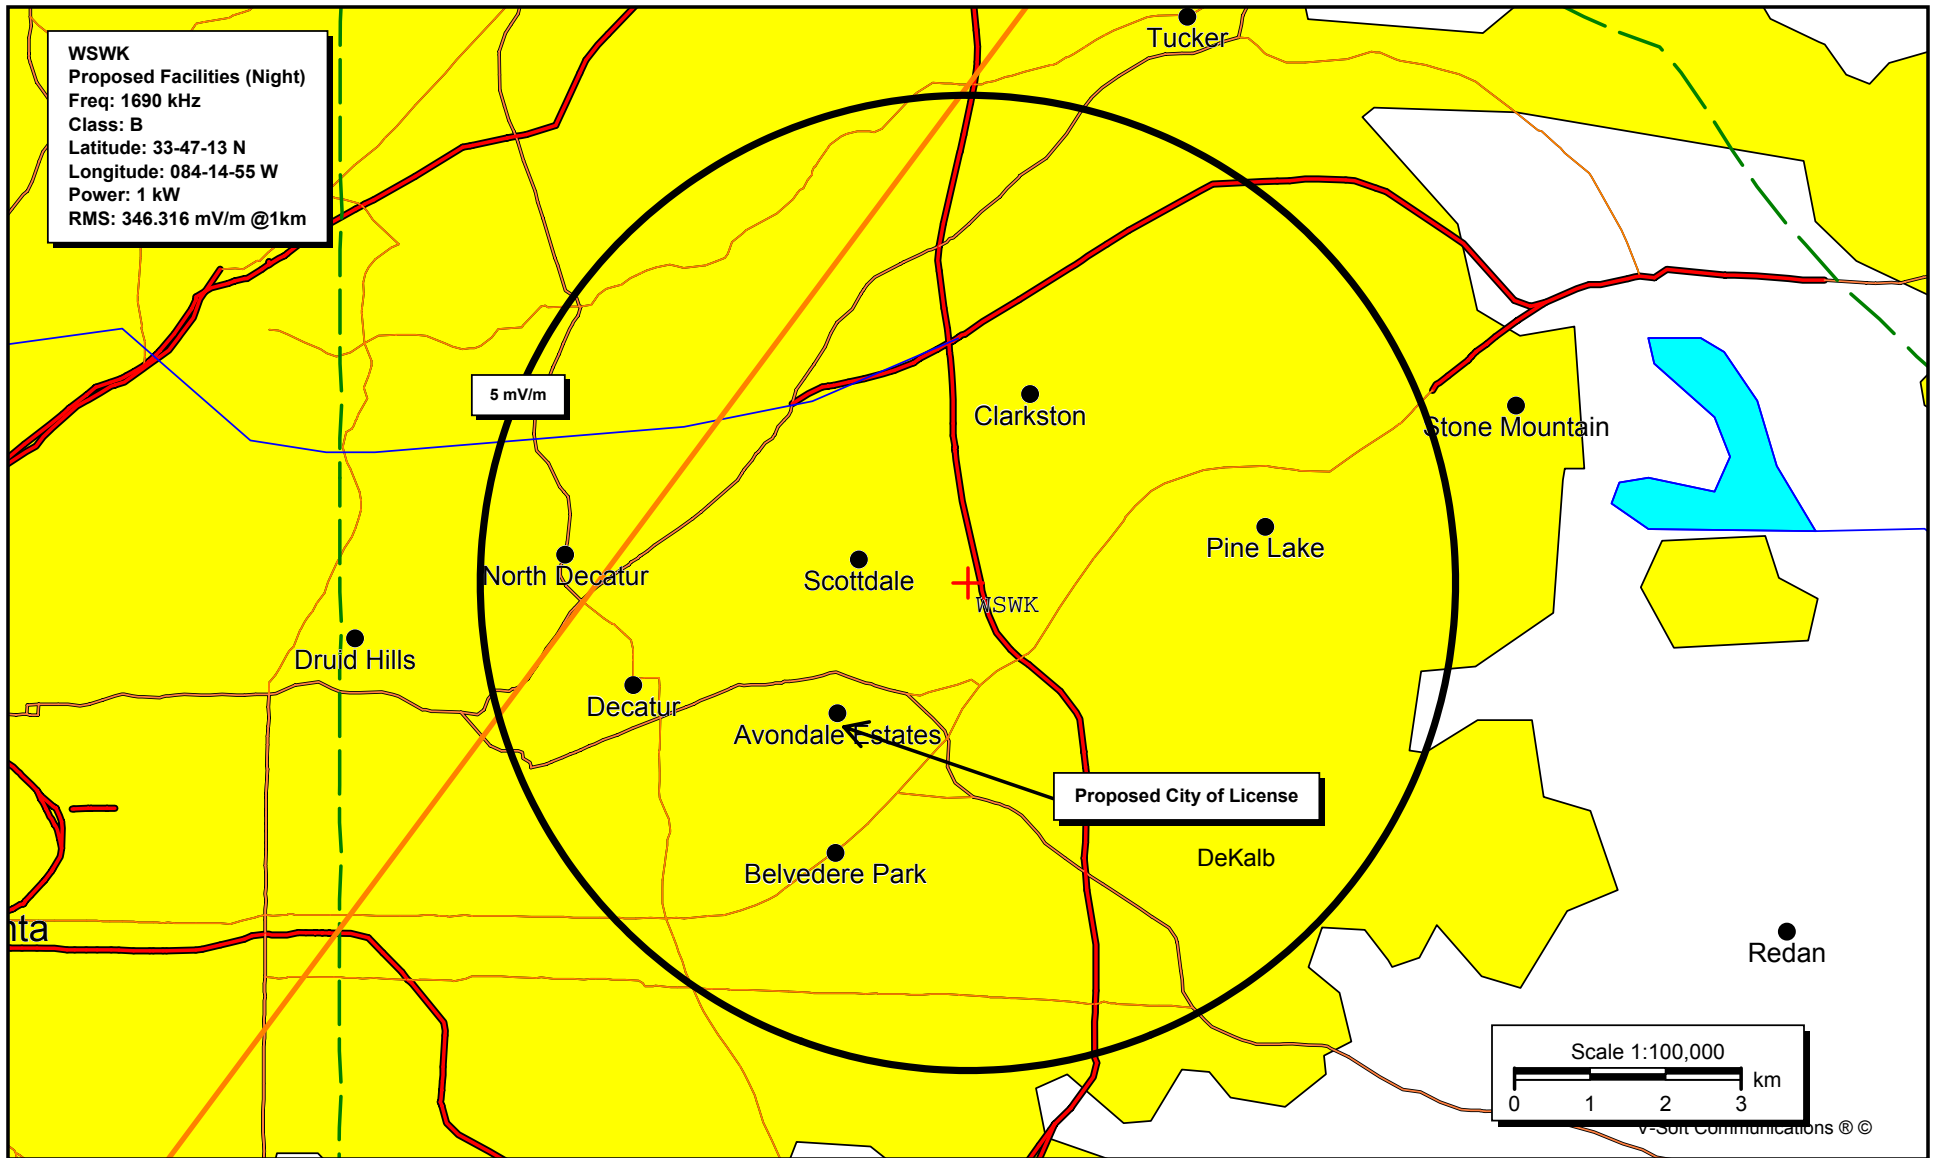 WSWK
Proposed Facilities (Night)
Freq: 1690 kHz
Class: B
Latitude: 33-47-13 N
Longitude: 084-14-55 W
Power: 1 kW
RMS: 346.316 mV/m @1km
Tucker
5 mV/m
Clarkston
Stone Mountain
Pine Lake
North Decatur
Scottdale
WSWK
Druid Hills
Decatur
Avondale Estates
Proposed City of License
DeKalb
Belvedere Park
nta
Redan
Scale 1:100,000
km
0 1 2 3
V-Soft Communications ® ©